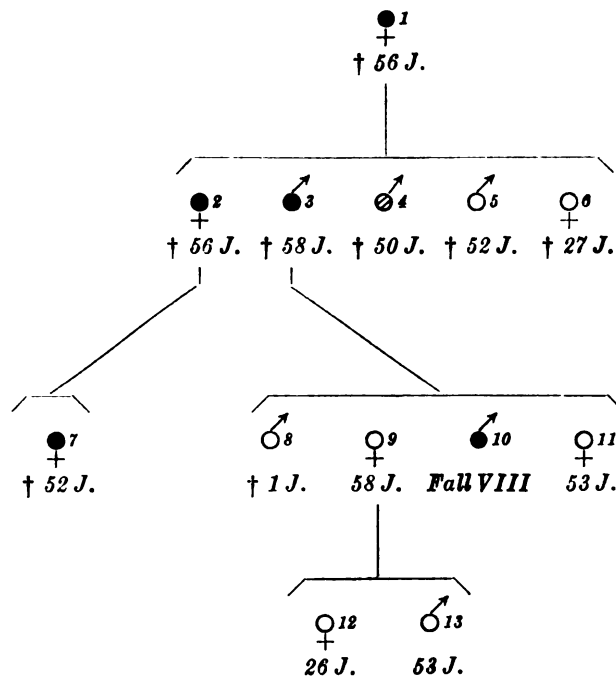 1
† 56 J.
2 3 4 5 6
† 56 J. † 58 J. † 50 J. † 52 J. † 27 J.
7 8 9 10 11
† 52 J. † 1 J. 58 J. Fall VIII 53 J.
12 13
26 J. 53 J.